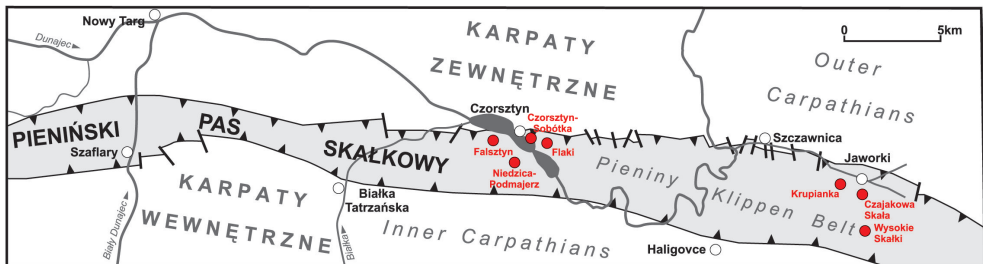 Nowy Targ
Dunajec
KARPATY
ZEWNĘTRZNE
0 5km
Outer
Carpathians
PIENIŃSKI
PAS
SKAŁKOWY
Szaflary
Czorsztyn
Czorsztyn-
Sobótka
Falsztyn
Flaki
Niedzica-
Podmajerz
Pieniny
Klippen Belt
Szczawnica
Jaworki
Krupianka
Czajakowa
Skała
Wysokie
Skałki
KARPATY
WEWNĘTRZNE
Białka
Tatrzańska
Biały Dunajec
Białka
Inner Carpathians
Haligovce